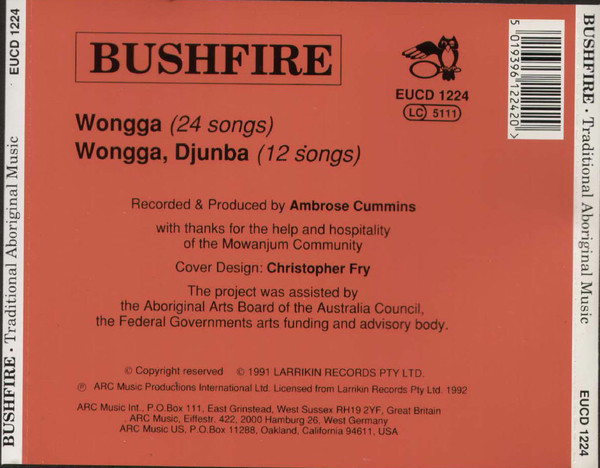 EUCD 1224
BUSHFIRE • Traditional Aboriginal Music
BUSHFIRE
EUCD 1224
LC 5111
5 019396 122420 >
Wongga (24 songs)
Wongga, Djunba (12 songs)
Recorded & Produced by Ambrose Cummins
with thanks for the help and hospitality
of the Mowanjum Community
Cover Design: Christopher Fry
The project was assisted by
the Aboriginal Arts Board of the Australia Council,
the Federal Governments arts funding and advisory body.
© Copyright reserved © 1991 LARRIKIN RECORDS PTY LTD.
℗ ARC Music Productions International Ltd. Licensed from Larrikin Records Pty Ltd. 1992
ARC Music Int., P.O.Box 111, East Grinstead, West Sussex RH19 2YF, Great Britain
ARC Music, Eiffestr. 422, 2000 Hamburg 26, West Germany
ARC Music US, P.O.Box 11288, Oakland, California 94611, USA
BUSHFIRE • Traditional Aboriginal Music
EUCD 1224